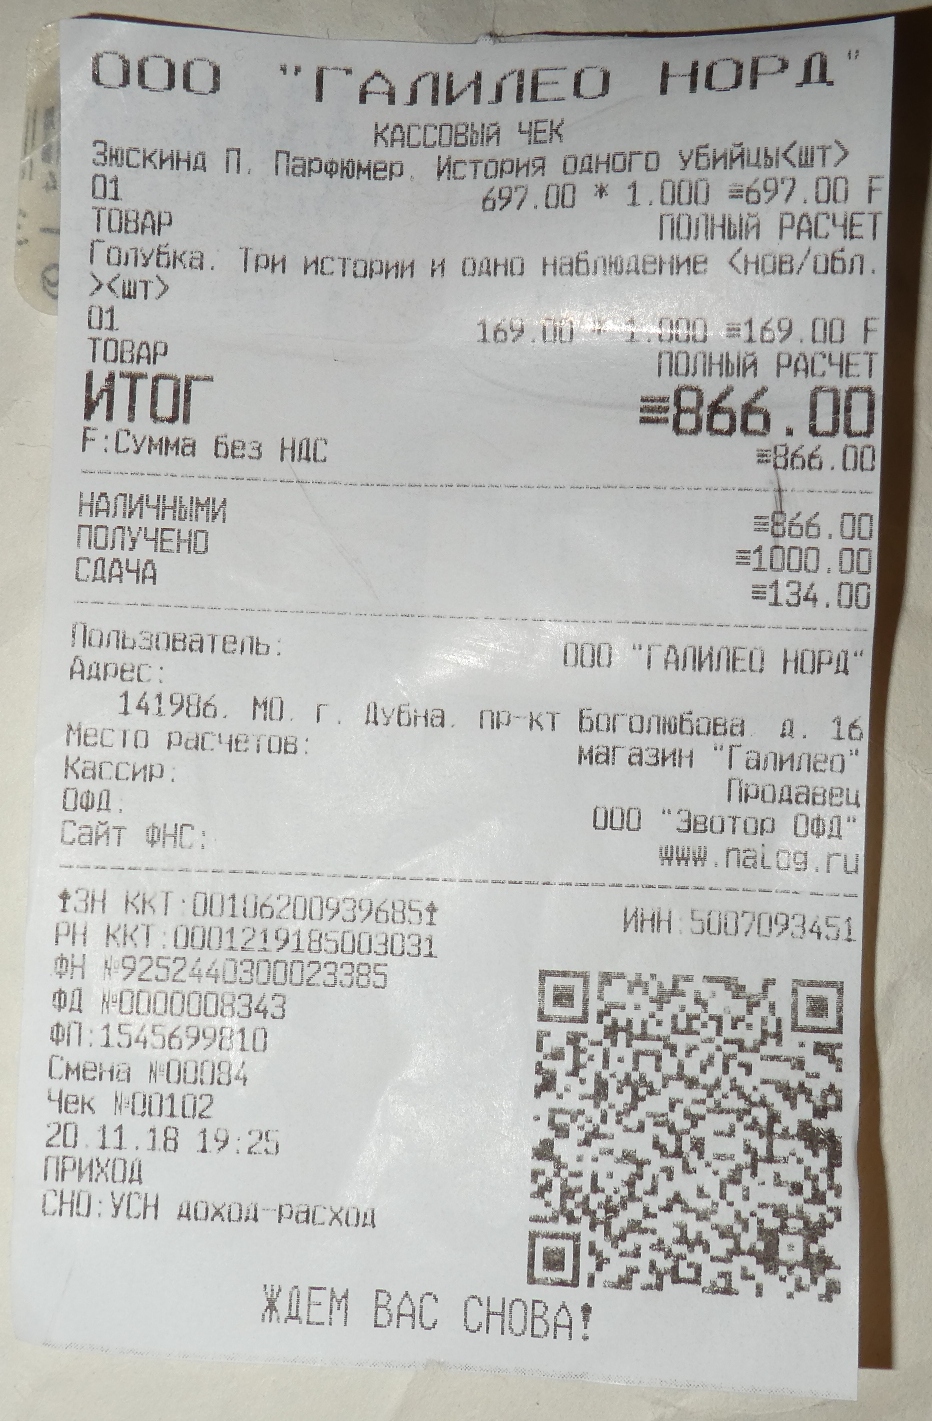 ООО "ГАЛИЛЕО НОРД"
КАССОВЫЙ ЧЕК
Зюскинд П. Парфюмер. История одного убийцы<шт>
01 697.00 * 1.000 ≡697.00 F
ТОВАР ПОЛНЫЙ РАСЧЕТ
Голубка. Три истории и одно наблюдение <нов/обл.
><шт>
01 169.00 * 1.000 ≡169.00 F
ТОВАР ПОЛНЫЙ РАСЧЕТ
ИТОГ ≡866.00
F:Сумма без НДС ≡866.00
НАЛИЧНЫМИ ≡866.00
ПОЛУЧЕНО ≡1000.00
СДАЧА ≡134.00
Пользователь: ООО "ГАЛИЛЕО НОРД"
Адрес:
141986, МО, г. Дубна, пр-кт Боголюбова д. 16
Место расчетов: магазин "Галилео"
Кассир: Продавец
ОФД: ООО "Эвотор ОФД"
Сайт ФНС: www.nalog.ru
ЗН ККТ:00106200939685 ИНН:5007093451
РН ККТ:0001219185003031
ФН №9252440300023385
ФД №0000008343
ФП:1545699810
Смена №00084
Чек №00102
20.11.18 19:25
ПРИХОД
СНО:УСН доход-расход
ЖДЕМ ВАС СНОВА!